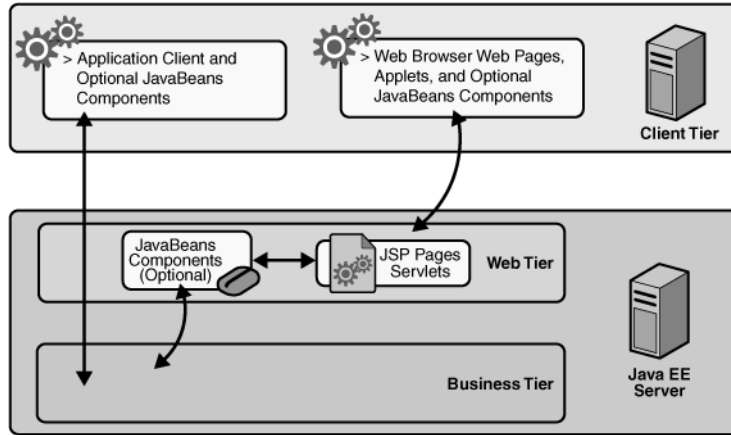 > Application Client and
Optional JavaBeans
Components
> Web Browser Web Pages,
Applets, and Optional
JavaBeans Components
Client Tier
JavaBeans
Components
(Optional)
JSP Pages
Servlets
Web Tier
Business Tier
Java EE
Server